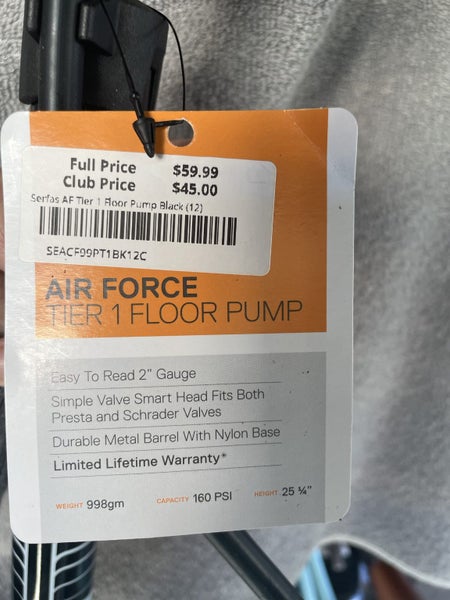 Full Price $59.99
Club Price $45.00
Serfas AF Tier 1 Floor Pump Black (12)
SEACF99PT1BK12C
AIR FORCE
TIER 1 FLOOR PUMP
Easy To Read 2" Gauge
Simple Valve Smart Head Fits Both
Presta and Schrader Valves
Durable Metal Barrel With Nylon Base
Limited Lifetime Warranty*
WEIGHT 998gm CAPACITY 160 PSI HEIGHT 25 ¼"